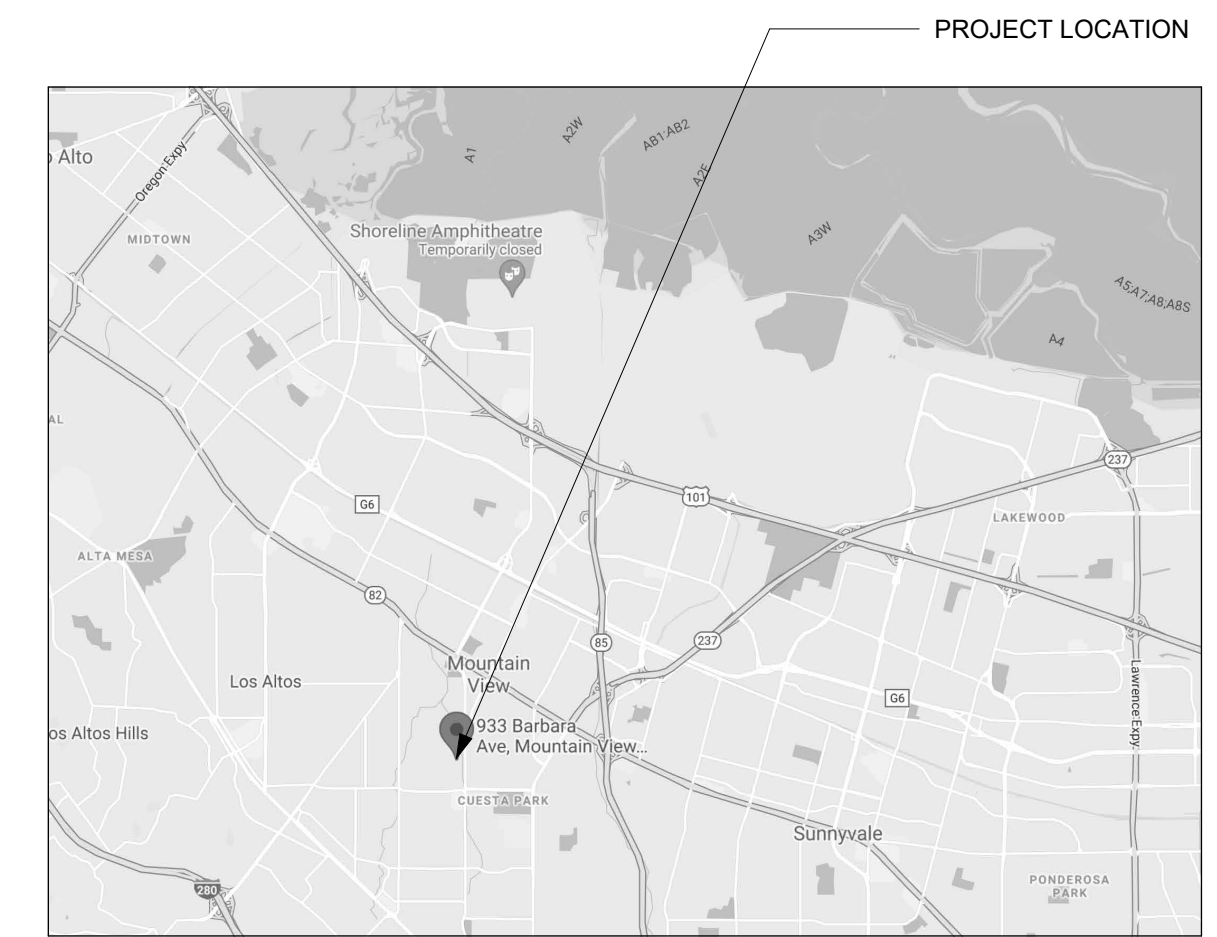 PROJECT LOCATION
A1
A2W
AB1;AB2
A2E
A3W
A5;A7;A8;A8S
A4
o Alto
Oregon Expy
MIDTOWN
Shoreline Amphitheatre
Temporarily closed
AL
237
101
G6
LAKEWOOD
ALTA MESA
82
85
237
Mountain
View
Los Altos
G6
Lawrence Expy
os Altos Hills
933 Barbara
Ave, Mountain View...
CUESTA PARK
Sunnyvale
280
PONDEROSA
PARK